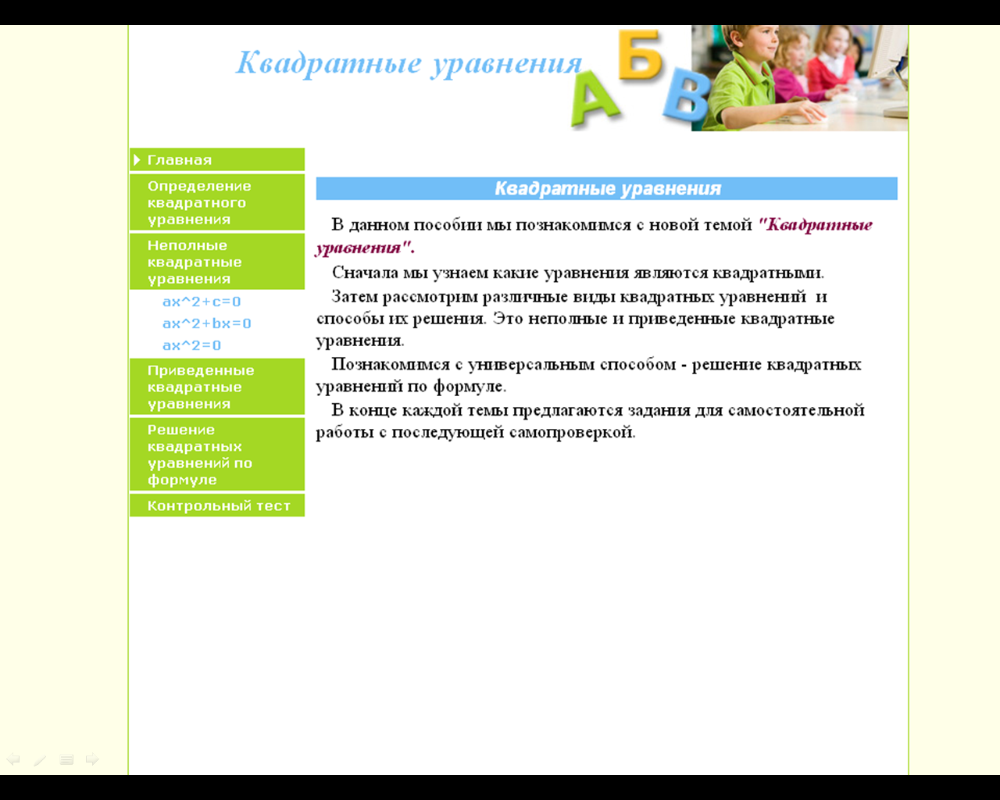 Квадратные уравнения
А Б В
Главная
Определение
квадратного
уравнения
Неполные
квадратные
уравнения
ax^2+c=0
ax^2+bx=0
ax^2=0
Приведенные
квадратные
уравнения
Решение
квадратных
уравнений по
формуле
Контрольный тест
Квадратные уравнения
В данном пособии мы познакомимся с новой темой "Квадратные
уравнения".
Сначала мы узнаем какие уравнения являются квадратными.
Затем рассмотрим различные виды квадратных уравнений и
способы их решения. Это неполные и приведенные квадратные
уравнения.
Познакомимся с универсальным способом - решение квадратных
уравнений по формуле.
В конце каждой темы предлагаются задания для самостоятельной
работы с последующей самопроверкой.